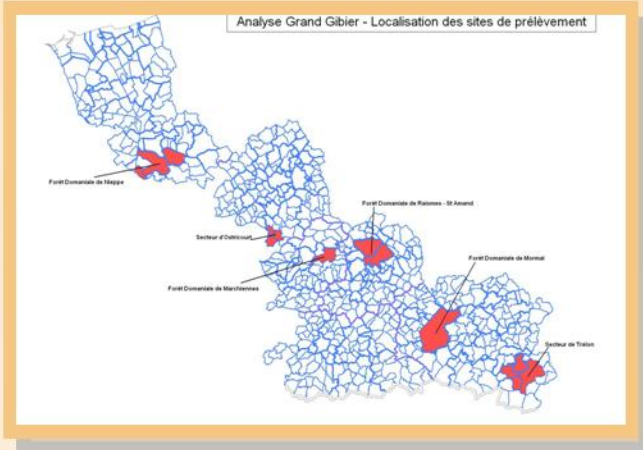 Analyse Grand Gibier - Localisation des sites de prélèvement
Forêt Domaniale de Nieppe
Forêt Domaniale de Raismes - St Amand
Secteur d'Ostricourt
Forêt Domaniale de Mormal
Forêt Domaniale de Marchiennes
Secteur de Trélon